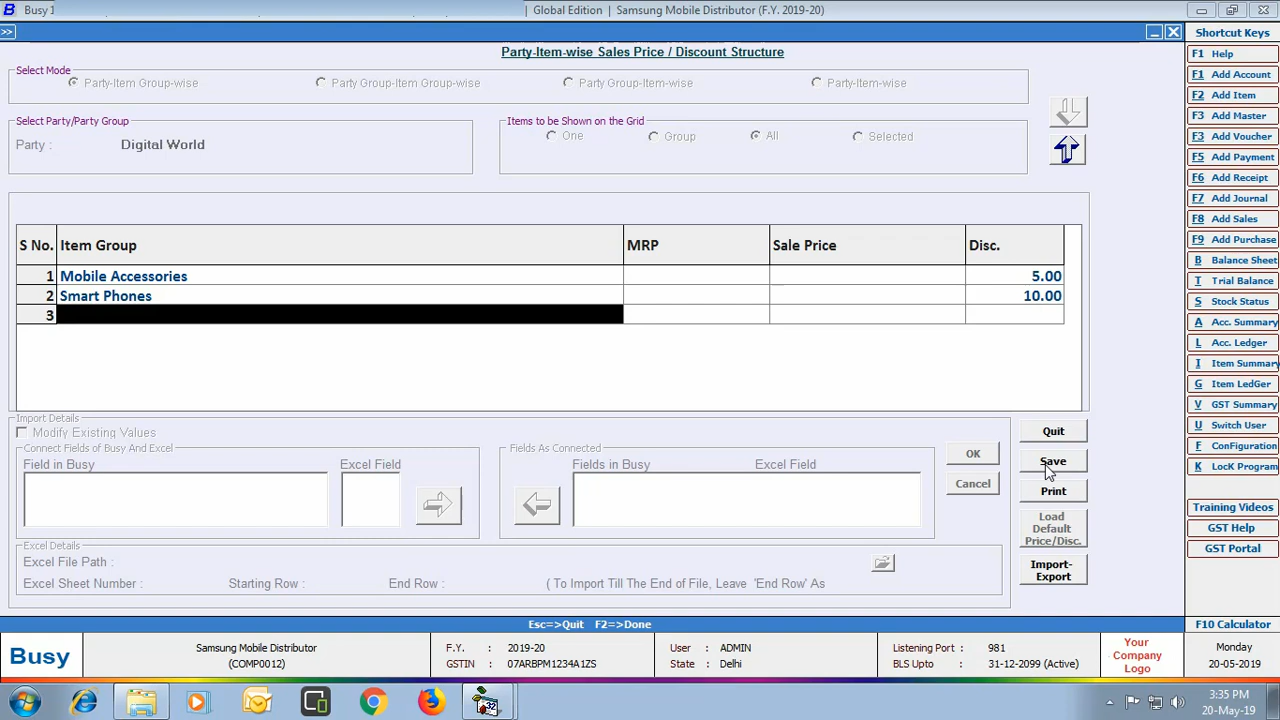 Busy 1
Global Edition | Samsung Mobile Distributor (F.Y. 2019-20)
>>
Party-Item-wise Sales Price / Discount Structure
Select Mode
Party-Item Group-wise Party Group-Item Group-wise Party Group-Item-wise Party-Item-wise
Select Party/Party Group
Party : Digital World
Items to be Shown on the Grid
One Group All Selected
S No. Item Group MRP Sale Price Disc.
1 Mobile Accessories 5.00
2 Smart Phones 10.00
3
Import Details
Modify Existing Values
Connect Fields of Busy And Excel
Field in Busy Excel Field
Fields As Connected
Fields in Busy Excel Field
OK
Cancel
Excel Details
Excel File Path :
Excel Sheet Number : Starting Row : End Row : ( To Import Till The End of File, Leave 'End Row' As
Quit
Save
Print
Load
Default
Price/Disc.
Import-
Export
Esc=>Quit F2=>Done
Shortcut Keys
F1 Help
F1 Add Account
F2 Add Item
F3 Add Master
F3 Add Voucher
F5 Add Payment
F6 Add Receipt
F7 Add Journal
F8 Add Sales
F9 Add Purchase
B Balance Sheet
T Trial Balance
S Stock Status
A Acc. Summary
L Acc. Ledger
I Item Summary
G Item LedGer
V GST Summary
U Switch User
F Configuration
K LocK Program
Training Videos
GST Help
GST Portal
F10 Calculator
Busy
Samsung Mobile Distributor
(COMP0012)
F.Y. : 2019-20
GSTIN : 07ARBPM1234A1ZS
User : ADMIN
State : Delhi
Listening Port : 981
BLS Upto : 31-12-2099 (Active)
Your
Company
Logo
Monday
20-05-2019
3:35 PM
20-May-19